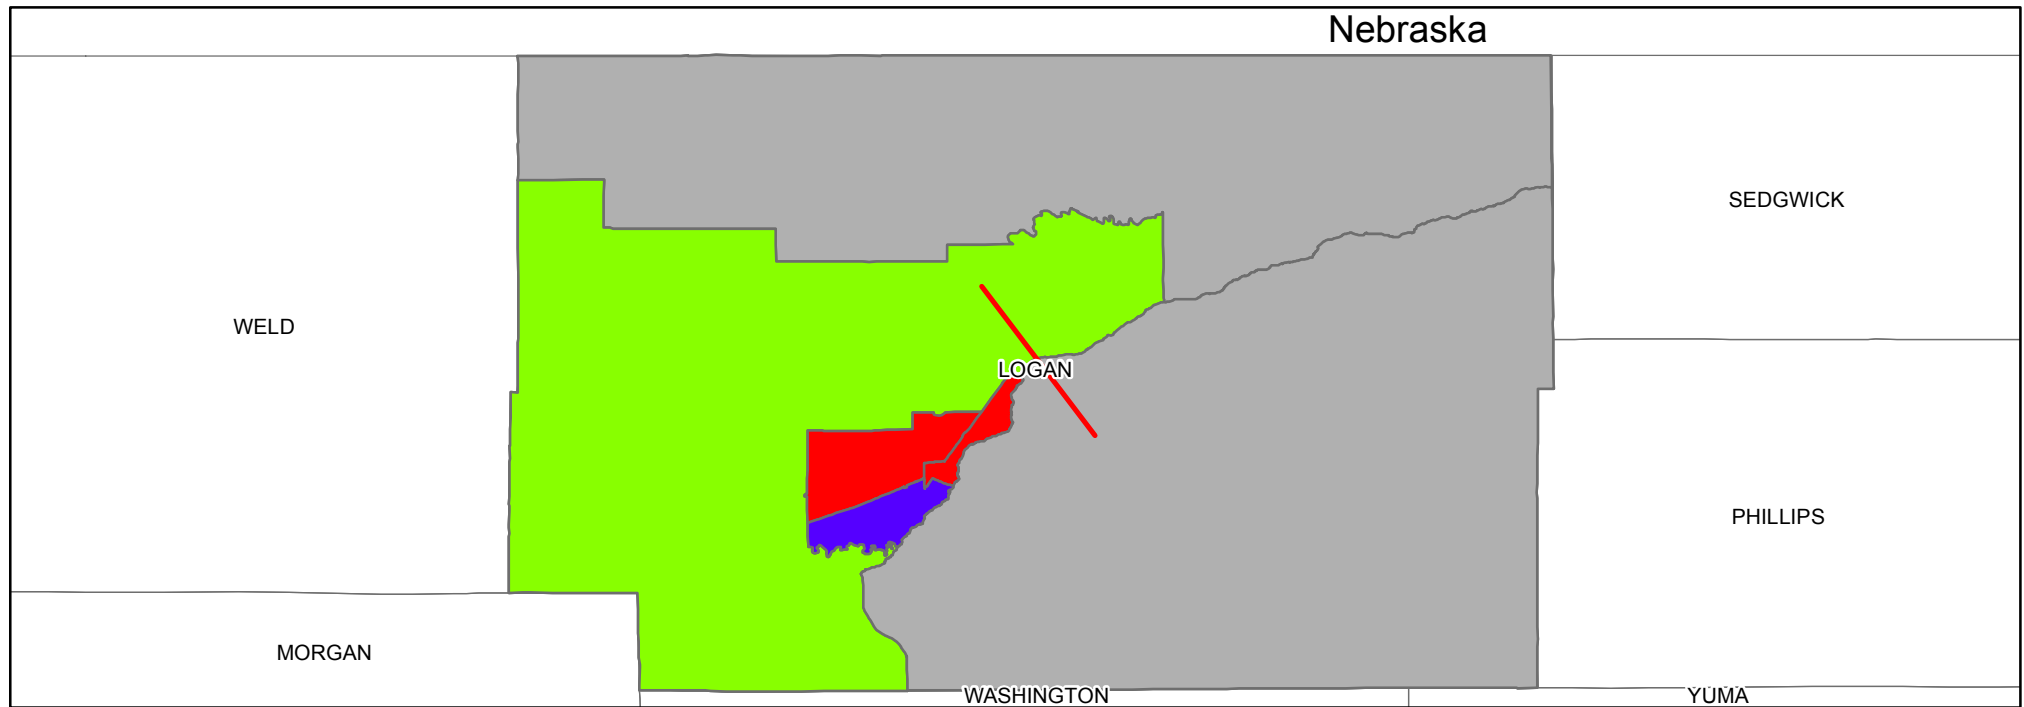 Nebraska
SEDGWICK
WELD
LOGAN
PHILLIPS
MORGAN
WASHINGTON
YUMA